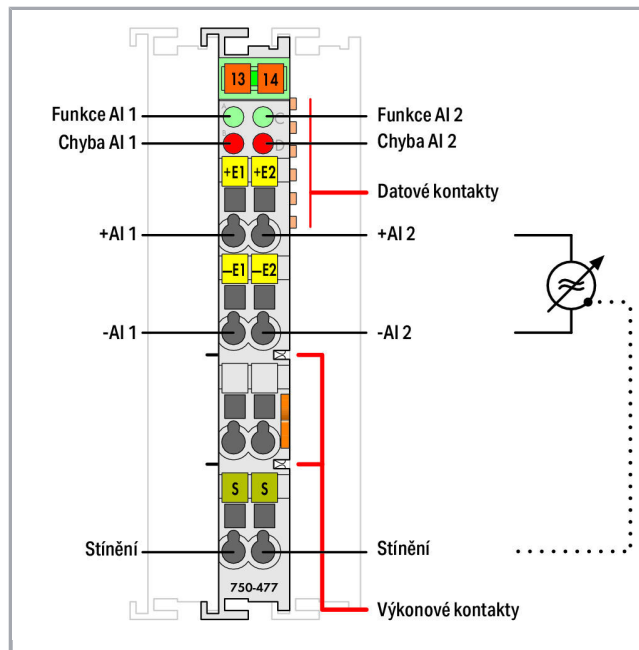 13 14
A C
Funkce AI 1 Funkce AI 2
Chyba AI 1 D Chyba AI 2
+E1 +E2
Datové kontakty
+AI 1 +AI 2
—E1 —E2
-AI 1 -AI 2
S S
Stínění Stínění
750-477
Výkonové kontakty